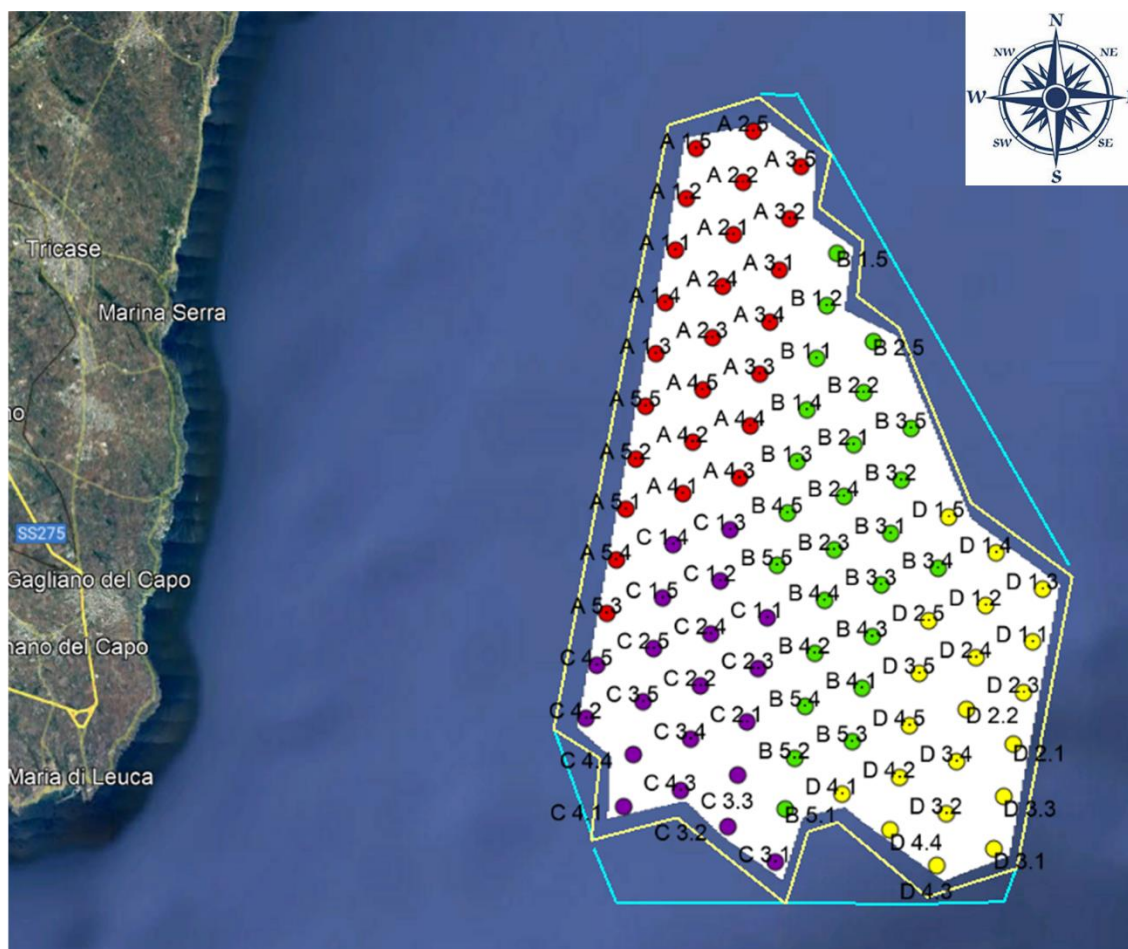 N
NW
NE
W
SW
SE
S
A 2.5
A 1.5
A 3.5
A 2.2
A 1.2
A 3.2
A 2.1
A 1.1
Tricase
B 1.5
A 3.1
A 2.4
A 1.4
B 1.2
Marina Serra
A 3.4
A 2.3
B 2.5
A 1.3
B 1.1
A 3.3
A 4.5
B 2.2
A 5.5
B 1.4
no
A 4.4
B 3.5
A 4.2
B 2.1
A 5.2
B 1.3
A 4.3
B 3.2
A 4.1
B 2.4
A 5.1
B 4.5
D 1.5
C 1.3
SS275
B 3.1
C 1.4
B 2.3
D 1.4
A 5.4
B 5.5
B 3.4
Gagliano del Capo
C 1.2
B 3.3
D 1.3
C 1.5
B 4.4
D 1.2
A 5.3
C 1.1
D 2.5
C 2.4
B 4.3
D 1.1
nano del Capo
C 2.5
B 4.2
D 2.4
C 4.5
C 2.3
D 3.5
C 2.2
B 4.1
D 2.3
C 3.5
B 5.4
D 2.2
C 4.2
C 2.1
D 4.5
C 3.4
B 5.3
D 2.1
C 4.4
B 5.2
D 3.4
Maria di Leuca
C 4.3
D 4.2
D 4.1
D 3.3
C 4.1
C 3.3
B 5.1
D 3.2
C 3.2
D 4.4
C 3.1
D 3.1
D 4.3